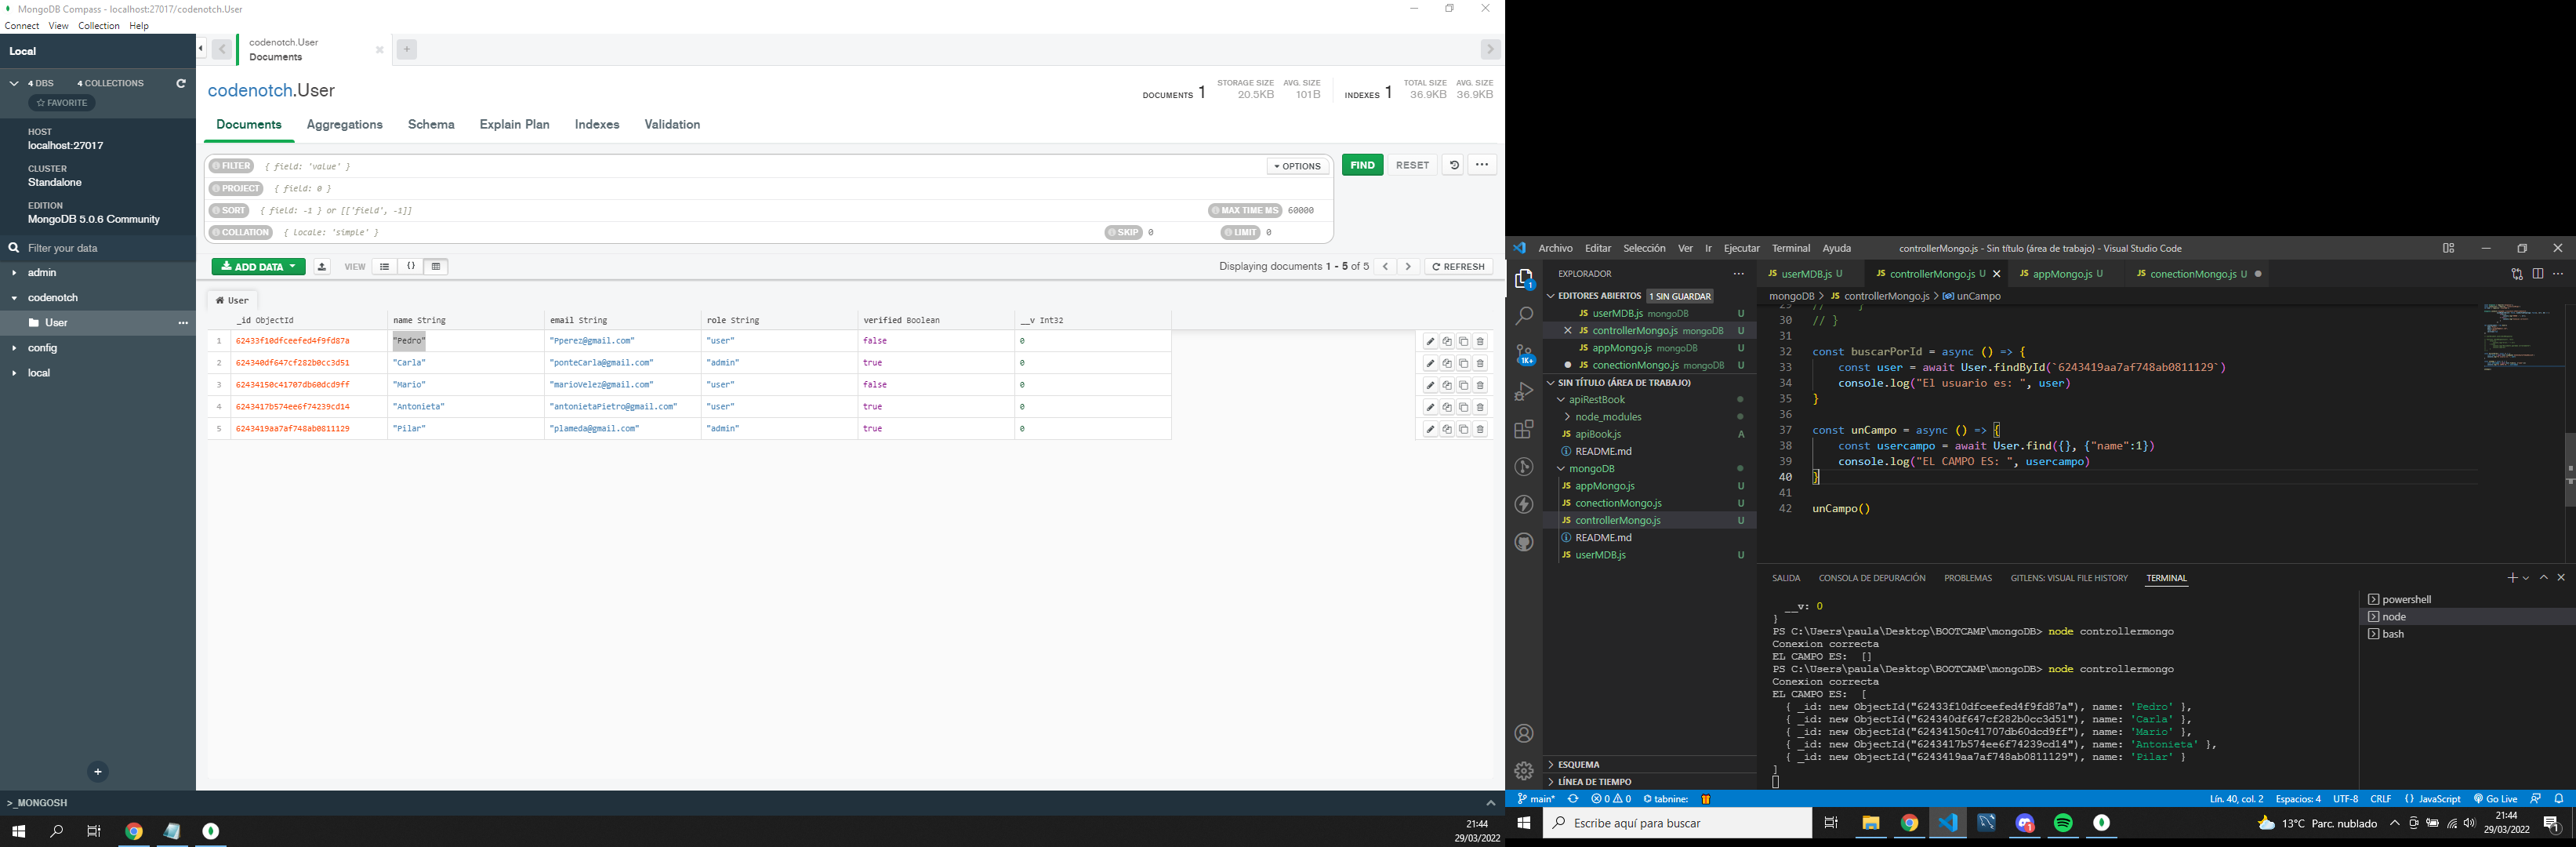 MongoDB Compass - localhost:27017/codenotch.User
Connect View Collection Help
Local
4 DBS 4 COLLECTIONS
FAVORITE
HOST
localhost:27017
CLUSTER
Standalone
EDITION
MongoDB 5.0.6 Community
Filter your data
admin
codenotch
User
config
local
>_MONGOSH
codenotch.User
Documents
codenotch.User
DOCUMENTS 1 STORAGE SIZE 20.5KB AVG. SIZE 101B INDEXES 1 TOTAL SIZE 36.9KB AVG. SIZE 36.9KB
Documents Aggregations Schema Explain Plan Indexes Validation
FILTER { field: 'value' } OPTIONS FIND RESET
PROJECT { field: 0 }
SORT { field: -1 } or [['field', -1]] MAX TIME MS 60000
COLLATION { locale: 'simple' } SKIP 0 LIMIT 0
ADD DATA VIEW {} Displaying documents 1 - 5 of 5 REFRESH
User
_id ObjectId name String email String role String verified Boolean __v Int32
1 62433f10dfceefed4f9fd87a "Pedro" "Pperez@gmail.com" "user" false 0
2 624340df647cf282b0cc3d51 "Carla" "ponteCarla@gmail.com" "admin" true 0
3 62434150c41707db60dcd9ff "Mario" "marioVelez@gmail.com" "user" false 0
4 6243417b574ee6f74239cd14 "Antonieta" "antonietaPietro@gmail.com" "user" true 0
5 6243419aa7af748ab0811129 "Pilar" "plameda@gmail.com" "admin" true 0
21:44
29/03/2022
Archivo Editar Selección Ver Ir Ejecutar Terminal Ayuda controllerMongo.js - Sin título (área de trabajo) - Visual Studio Code
EXPLORADOR
EDITORES ABIERTOS 1 SIN GUARDAR
JS userMDB.js mongoDB U
JS controllerMongo.js mongoDB U
JS appMongo.js mongoDB U
JS conectionMongo.js mongoDB U
SIN TÍTULO (ÁREA DE TRABAJO)
apiRestBook
node_modules
JS apiBook.js A
README.md
mongoDB
JS appMongo.js U
JS conectionMongo.js U
JS controllerMongo.js U
README.md
JS userMDB.js U
ESQUEMA
LÍNEA DE TIEMPO
JS userMDB.js U JS controllerMongo.js U JS appMongo.js U JS conectionMongo.js U
mongoDB > JS controllerMongo.js > unCampo
30 // }
31
32 const buscarPorId = async () => {
33 const user = await User.findById(`6243419aa7af748ab0811129`)
34 console.log("El usuario es: ", user)
35 }
36
37 const unCampo = async () => {
38 const usercampo = await User.find({}, {"name":1})
39 console.log("EL CAMPO ES: ", usercampo)
40 }
41
42 unCampo()
SALIDA CONSOLA DE DEPURACIÓN PROBLEMAS GITLENS: VISUAL FILE HISTORY TERMINAL
__v: 0
}
PS C:\Users\paula\Desktop\BOOTCAMP\mongoDB> node controllermongo
Conexion correcta
EL CAMPO ES: []
PS C:\Users\paula\Desktop\BOOTCAMP\mongoDB> node controllermongo
Conexion correcta
EL CAMPO ES: [
{ _id: new ObjectId("62433f10dfceefed4f9fd87a"), name: 'Pedro' },
{ _id: new ObjectId("624340df647cf282b0cc3d51"), name: 'Carla' },
{ _id: new ObjectId("62434150c41707db60dcd9ff"), name: 'Mario' },
{ _id: new ObjectId("6243417b574ee6f74239cd14"), name: 'Antonieta' },
{ _id: new ObjectId("6243419aa7af748ab0811129"), name: 'Pilar' }
]
powershell
node
bash
main* 0 0 tabnine: Lín. 40, col. 2 Espacios: 4 UTF-8 CRLF {} JavaScript Go Live
Escribe aquí para buscar 13°C Parc. nublado
21:44
29/03/2022